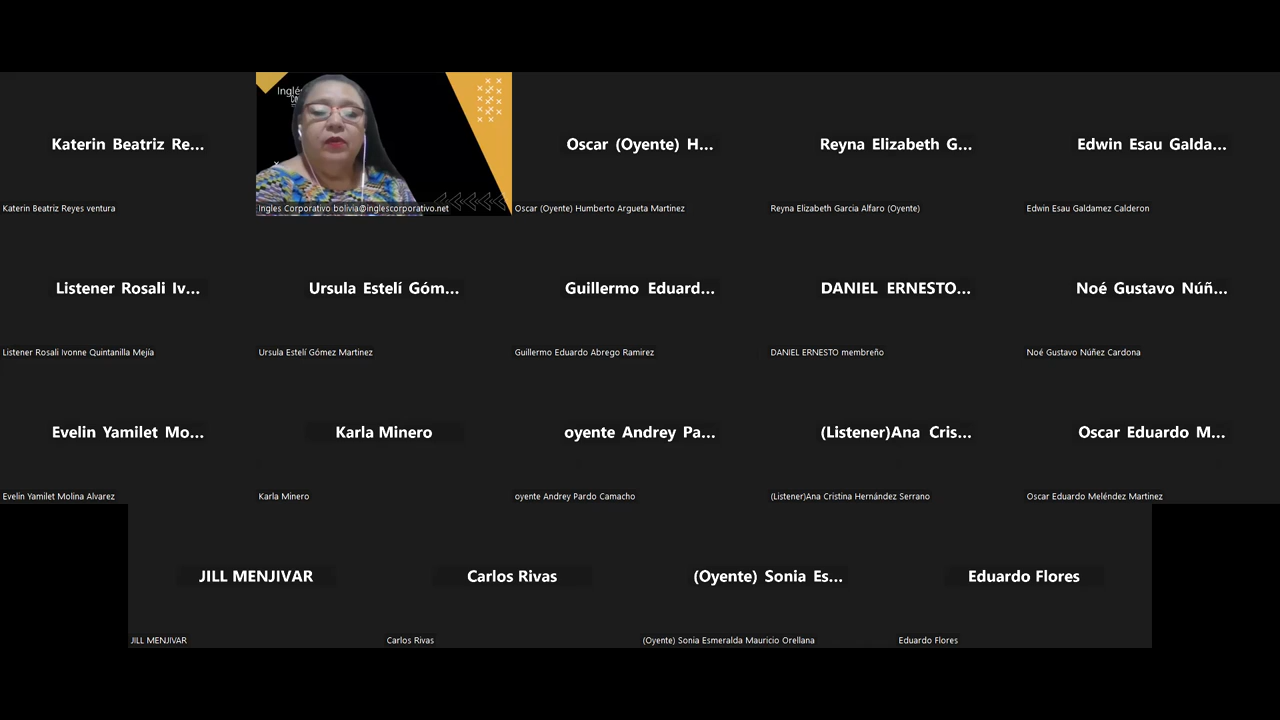 Katerin Beatriz Re...
Katerin Beatriz Reyes ventura
Inglés
Ingles Corporativo bolivia@inglescorporativo.net
Oscar (Oyente) H...
Oscar (Oyente) Humberto Argueta Martinez
Reyna Elizabeth G...
Reyna Elizabeth Garcia Alfaro (Oyente)
Edwin Esau Galda...
Edwin Esau Galdamez Calderon
Listener Rosali Iv...
Listener Rosali Ivonne Quintanilla Mejía
Ursula Estelí Góm...
Ursula Estelí Gómez Martinez
Guillermo Eduard...
Guillermo Eduardo Abrego Ramirez
DANIEL ERNESTO...
DANIEL ERNESTO membreño
Noé Gustavo Núñ...
Noé Gustavo Núñez Cardona
Evelin Yamilet Mo...
Evelin Yamilet Molina Alvarez
Karla Minero
Karla Minero
oyente Andrey Pa...
oyente Andrey Pardo Camacho
(Listener)Ana Cris...
(Listener)Ana Cristina Hernández Serrano
Oscar Eduardo M...
Oscar Eduardo Meléndez Martinez
JILL MENJIVAR
JILL MENJIVAR
Carlos Rivas
Carlos Rivas
(Oyente) Sonia Es...
(Oyente) Sonia Esmeralda Mauricio Orellana
Eduardo Flores
Eduardo Flores